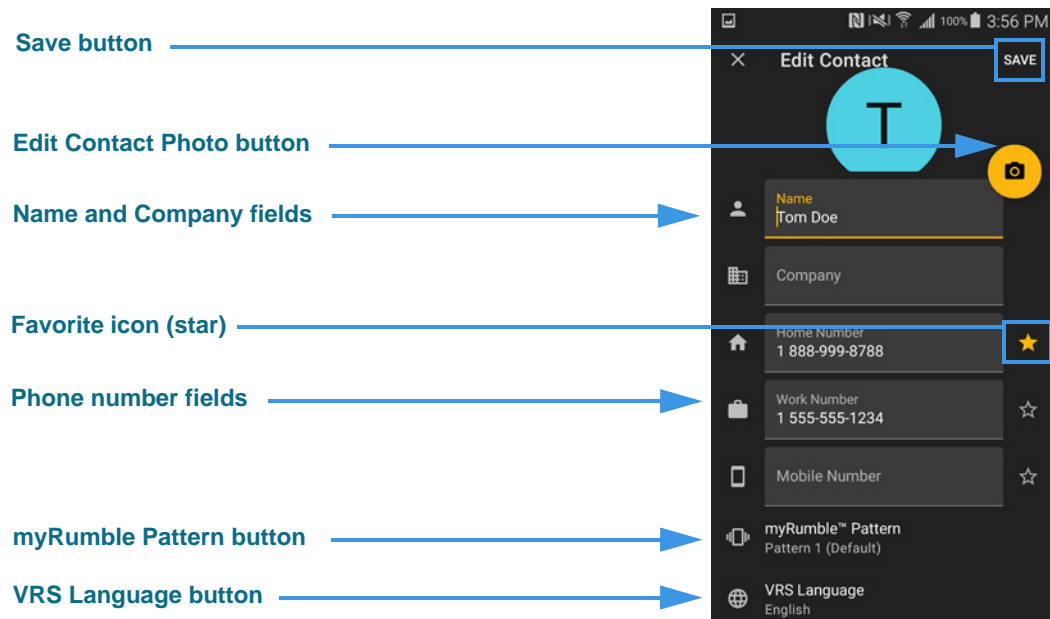 100% 3:56 PM
Save button
Edit Contact SAVE
T
Edit Contact Photo button
Name and Company fields
Name
Tom Doe
Company
Favorite icon (star)
Home Number
1 888-999-8788
Phone number fields
Work Number
1 555-555-1234
Mobile Number
myRumble Pattern button
myRumble™ Pattern
Pattern 1 (Default)
VRS Language button
VRS Language
English